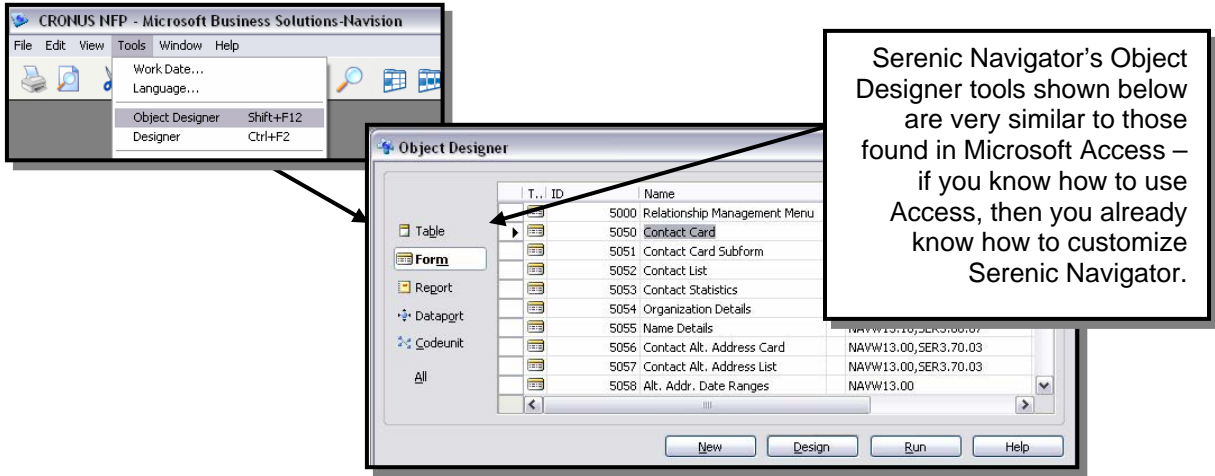 CRONUS NFP - Microsoft Business Solutions-Navision
File Edit View Tools Window Help
Work Date...
Language...
Object Designer Shift+F12
Designer Ctrl+F2
Serenic Navigator's Object
Designer tools shown below
are very similar to those
found in Microsoft Access –
if you know how to use
Access, then you already
know how to customize
Serenic Navigator.
Object Designer
T.. ID Name
Table
Form
Report
Dataport
Codeunit
All
5000 Relationship Management Menu
5050 Contact Card
5051 Contact Card Subform
5052 Contact List
5053 Contact Statistics
5054 Organization Details
5055 Name Details
5056 Contact Alt. Address Card NAVW13.00,SER3.70.03
5057 Contact Alt. Address List NAVW13.00,SER3.70.03
5058 Alt. Addr. Date Ranges NAVW13.00
New Design Run Help